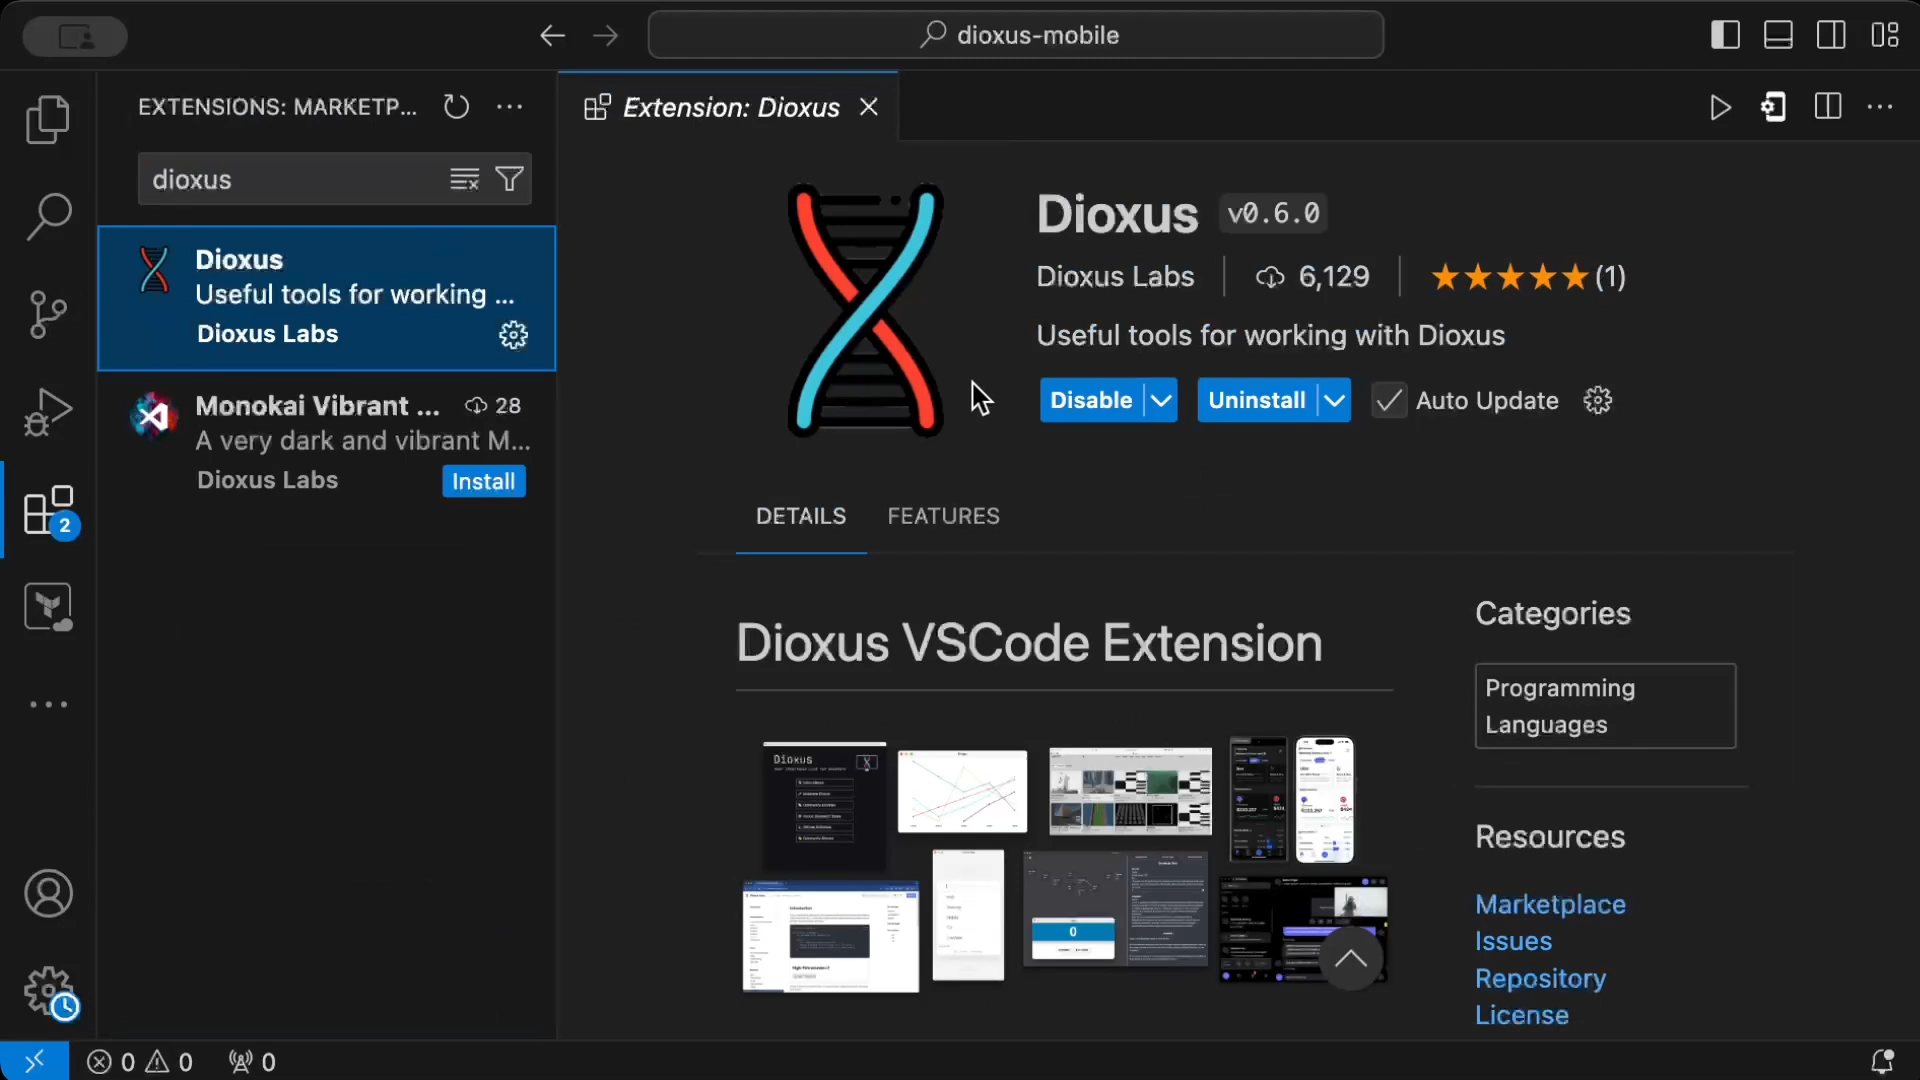 dioxus-mobile
EXTENSIONS: MARKETP...
Extension: Dioxus
dioxus
Dioxus
Useful tools for working ...
Dioxus Labs
Monokai Vibrant ... 28
A very dark and vibrant M...
Dioxus Labs
Install
Dioxus v0.6.0
Dioxus Labs 6,129 (1)
Useful tools for working with Dioxus
Disable Uninstall Auto Update
DETAILS FEATURES
Dioxus VSCode Extension
Dioxus
0
Categories
Programming
Languages
Resources
Marketplace
Issues
Repository
License
2
0 0 0